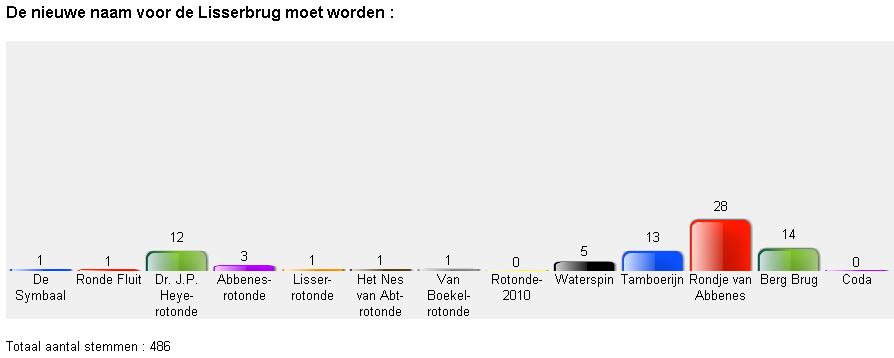 De nieuwe naam voor de Lisserbrug moet worden :
28
12
13
14
5
3
1
1
1
1
1
0
0
De Symbaal
Ronde Fluit
Dr. J.P. Heye-rotonde
Abbenes-rotonde
Lisser-rotonde
Het Nes van Abt-rotonde
Van Boekel-rotonde
Rotonde-2010
Waterspin
Tamboerijn
Rondje van Abbenes
Berg Brug
Coda
Totaal aantal stemmen : 486